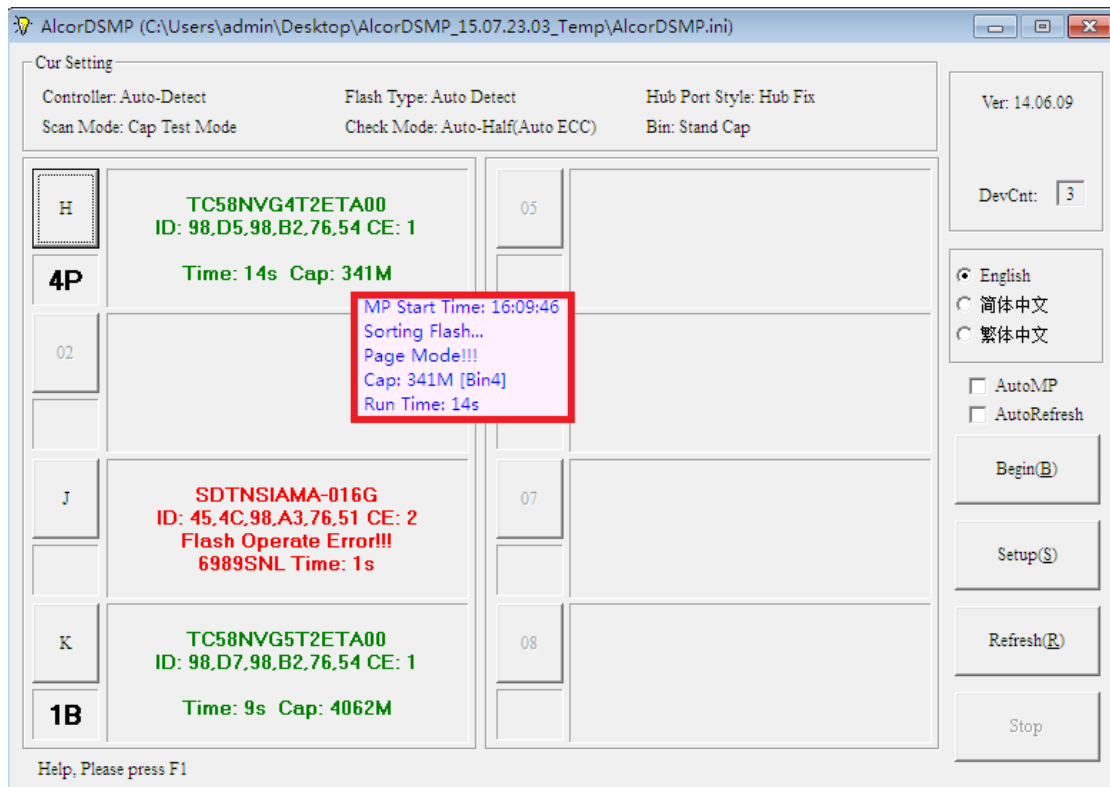 AlcorDSMP (C:\Users\admin\Desktop\AlcorDSMP_15.07.23.03_Temp\AlcorDSMP.ini)
Cur Setting
Controller: Auto-Detect
Flash Type: Auto Detect
Hub Port Style: Hub Fix
Scan Mode: Cap Test Mode
Check Mode: Auto-Half(Auto ECC)
Bin: Stand Cap
Ver: 14.06.09
DevCnt: 3
H
TC58NVG4T2ETA00
ID: 98,D5,98,B2,76,54 CE: 1
Time: 14s Cap: 341M
4P
MP Start Time: 16:09:46
Sorting Flash...
Page Mode!!!
Cap: 341M [Bin4]
Run Time: 14s
02
J
SDTNSIAMA-016G
ID: 45,4C,98,A3,76,51 CE: 2
Flash Operate Error!!!
6989SNL Time: 1s
K
TC58NVG5T2ETA00
ID: 98,D7,98,B2,76,54 CE: 1
Time: 9s Cap: 4062M
1B
05
07
08
English
简体中文
繁体中文
AutoMP
AutoRefresh
Begin(B)
Setup(S)
Refresh(R)
Stop
Help, Please press F1